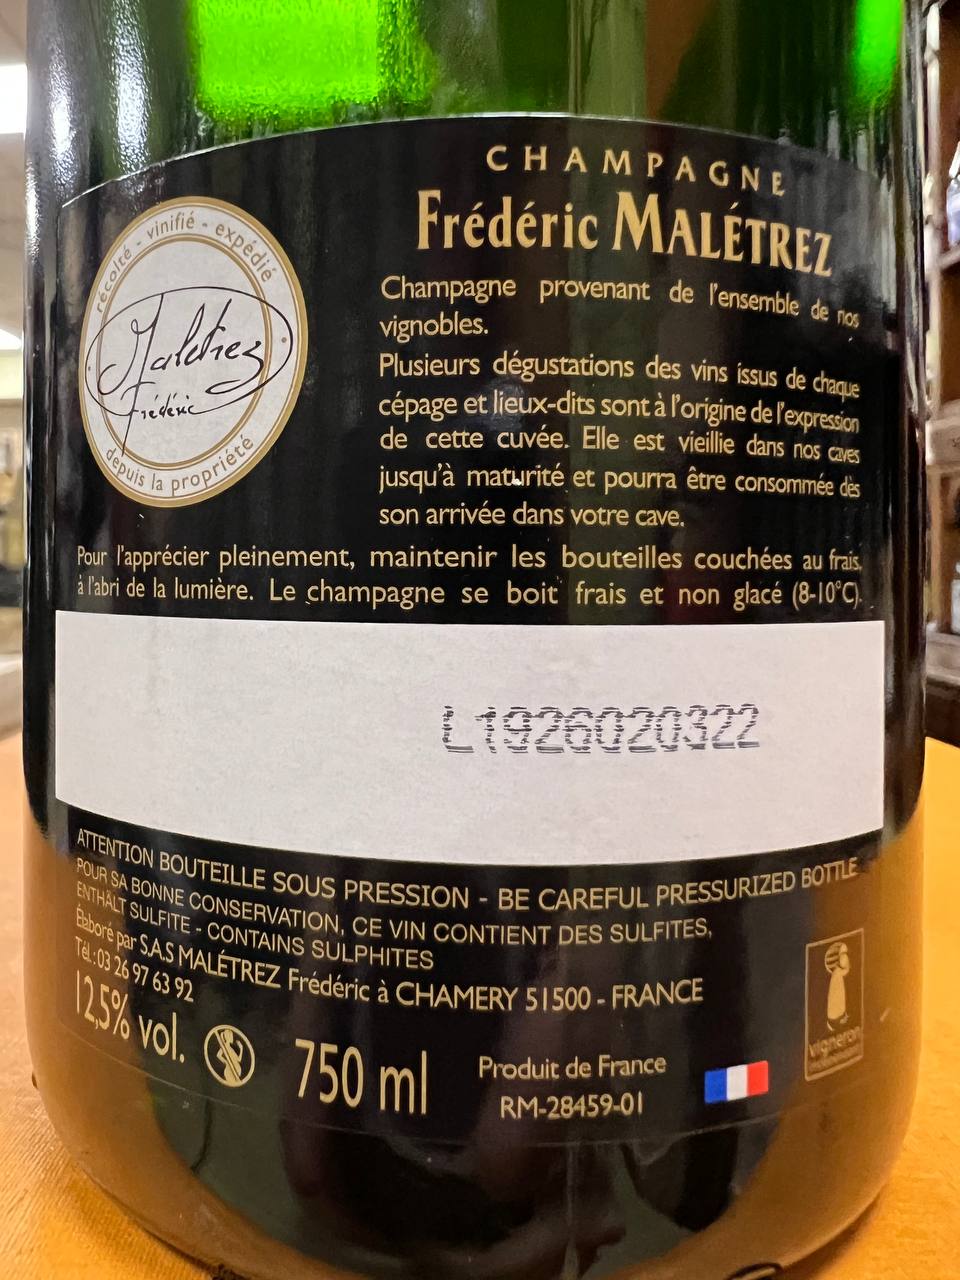 CHAMPAGNE
Frédéric MALÉTREZ
récolté - vinifié - expédié
Malétrez
Frédéric
depuis la propriété
Champagne provenant de l'ensemble de nos
vignobles.
Plusieurs dégustations des vins issus de chaque
cépage et lieux-dits sont à l'origine de l'expression
de cette cuvée. Elle est vieillie dans nos caves
jusqu'à maturité et pourra être consommée dès
son arrivée dans votre cave.
Pour l'apprécier pleinement, maintenir les bouteilles couchées au frais,
à l'abri de la lumière. Le champagne se boit frais et non glacé (8-10°C).
L1926020322
ATTENTION BOUTEILLE SOUS PRESSION - BE CAREFUL PRESSURIZED BOTTLE
POUR SA BONNE CONSERVATION, CE VIN CONTIENT DES SULFITES,
ENTHÄLT SULFITE - CONTAINS SULPHITES
Élaboré par S.A.S MALÉTREZ Frédéric à CHAMERY 51500 - FRANCE
Tél : 03 26 97 63 92
12,5% vol.
750 ml
Produit de France
RM-28459-01
vigneron